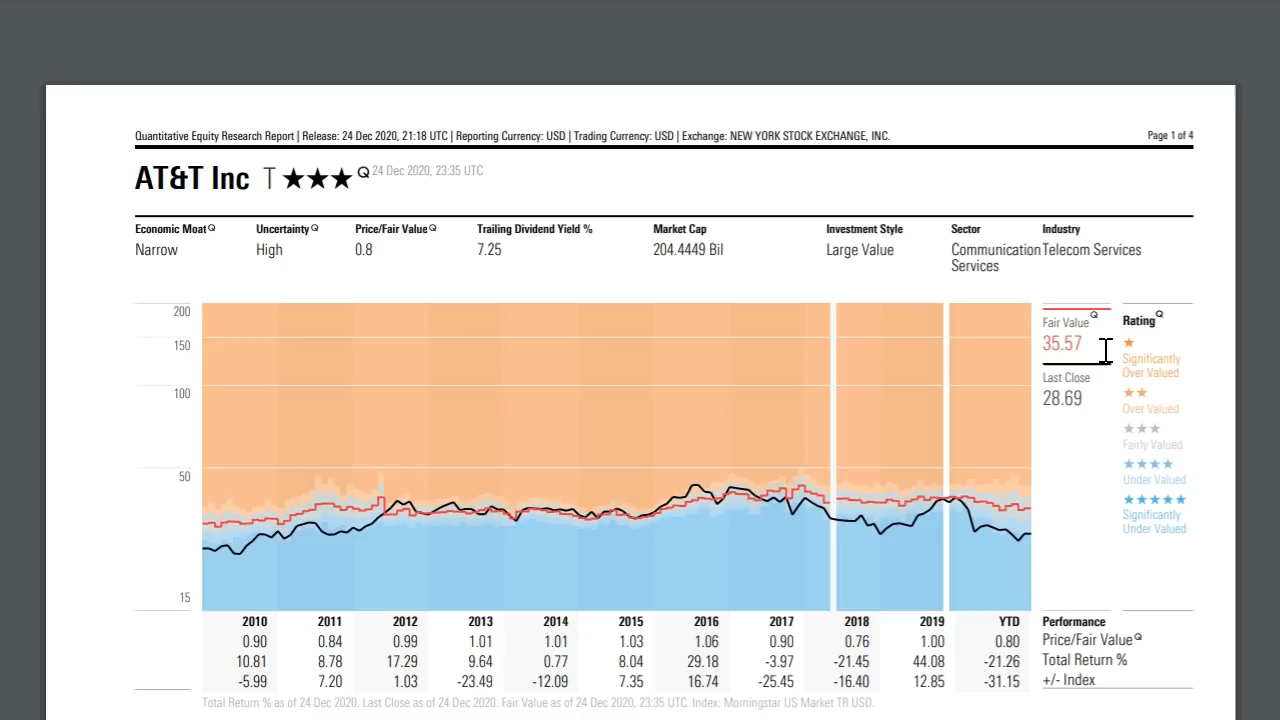 Quantitative Equity Research Report | Release: 24 Dec 2020, 21:18 UTC | Reporting Currency: USD | Trading Currency: USD | Exchange: NEW YORK STOCK EXCHANGE, INC.
Page 1 of 4
AT&T Inc T ★★★ Q 24 Dec 2020, 23:35 UTC
Economic Moat Q Uncertainty Q Price/Fair Value Q Trailing Dividend Yield % Market Cap Investment Style Sector Industry
Narrow High 0.8 7.25 204.4449 Bil Large Value Communication Telecom Services
Services
200
150
100
50
15
Fair Value Q
35.57
Last Close
28.69
Rating Q
★
Significantly
Over Valued
★★
Over Valued
★★★
Fairly Valued
★★★★
Under Valued
★★★★★
Significantly
Under Valued
2010 2011 2012 2013 2014 2015 2016 2017 2018 2019 YTD Performance
0.90 0.84 0.99 1.01 1.01 1.03 1.06 0.90 0.76 1.00 0.80 Price/Fair Value Q
10.81 8.78 17.29 9.64 0.77 8.04 29.18 -3.97 -21.45 44.08 -21.26 Total Return %
-5.99 7.20 1.03 -23.49 -12.09 7.35 16.74 -25.45 -16.40 12.85 -31.15 +/- Index
Total Return % as of 24 Dec 2020. Last Close as of 24 Dec 2020. Fair Value as of 24 Dec 2020, 23:35 UTC. Index: Morningstar US Market TR USD.